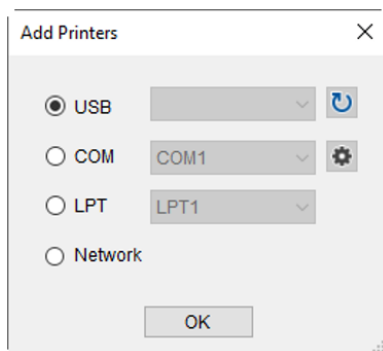 Add Printers
USB
COM COM1
LPT LPT1
Network
OK